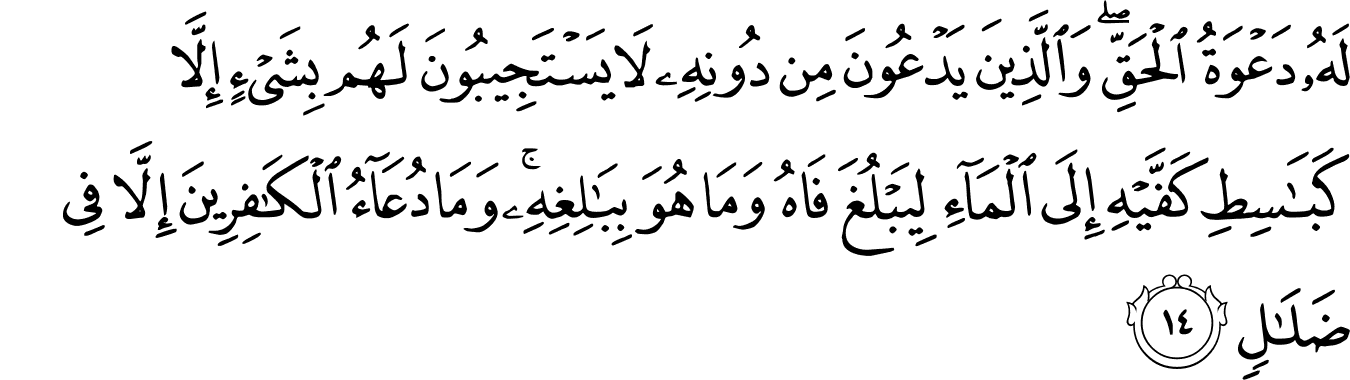 لَهُۥ دَعۡوَةُ ٱلۡحَقِّۖ وَٱلَّذِينَ يَدۡعُونَ مِن دُونِهِۦ لَا يَسۡتَجِيبُونَ لَهُم بِشَيۡءٍ إِلَّا
كَبَٰسِطِ كَفَّيۡهِ إِلَى ٱلۡمَآءِ لِيَبۡلُغَ فَاهُ وَمَا هُوَ بِبَٰلِغِهِۦۚ وَمَا دُعَآءُ ٱلۡكَٰفِرِينَ إِلَّا فِي
ضَلَٰلٖ ١٤